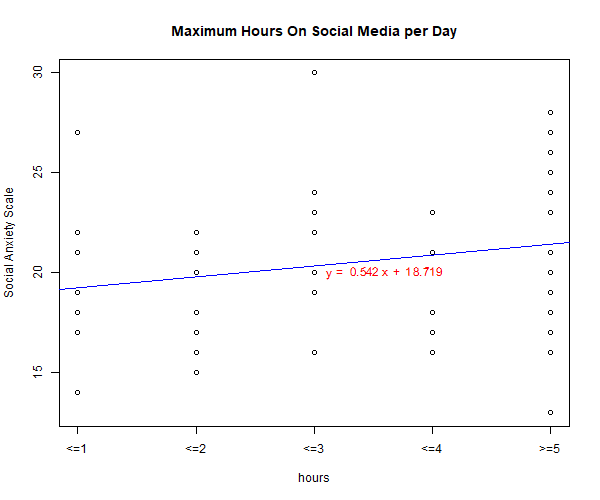 Maximum Hours On Social Media per Day
Social Anxiety Scale
30
25
20
15
y = 0.542 x + 18.719
<=1 <=2 <=3 <=4 >=5
hours